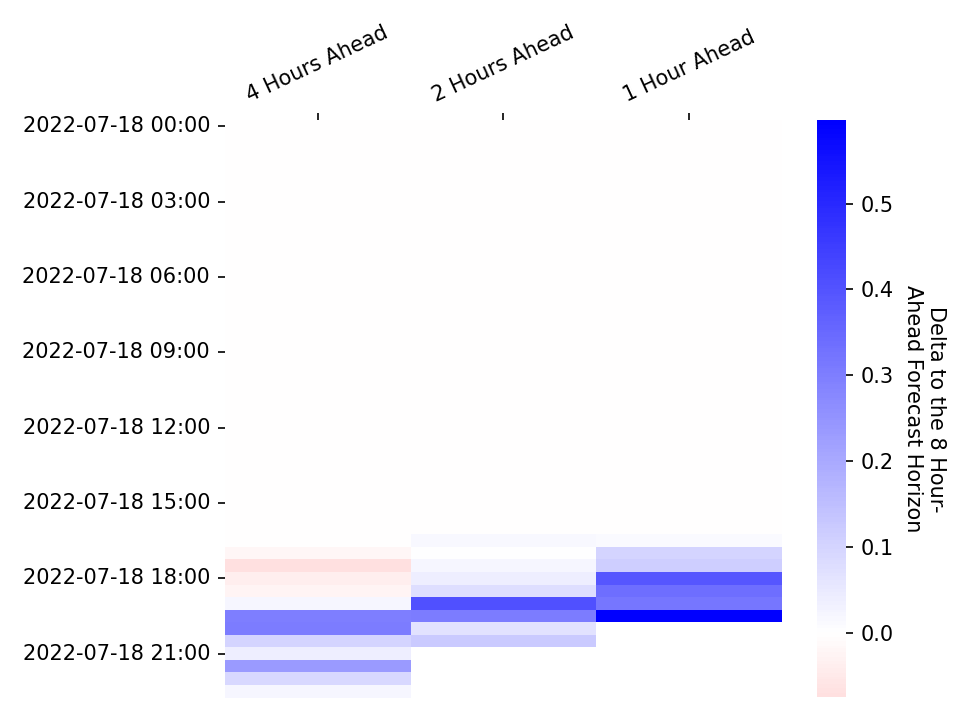 4 Hours Ahead
2 Hours Ahead
1 Hour Ahead
2022-07-18 00:00
2022-07-18 03:00
2022-07-18 06:00
2022-07-18 09:00
2022-07-18 12:00
2022-07-18 15:00
2022-07-18 18:00
2022-07-18 21:00
0.5
0.4
0.3
0.2
0.1
0.0
Delta to the 8 Hour-
Ahead Forecast Horizon